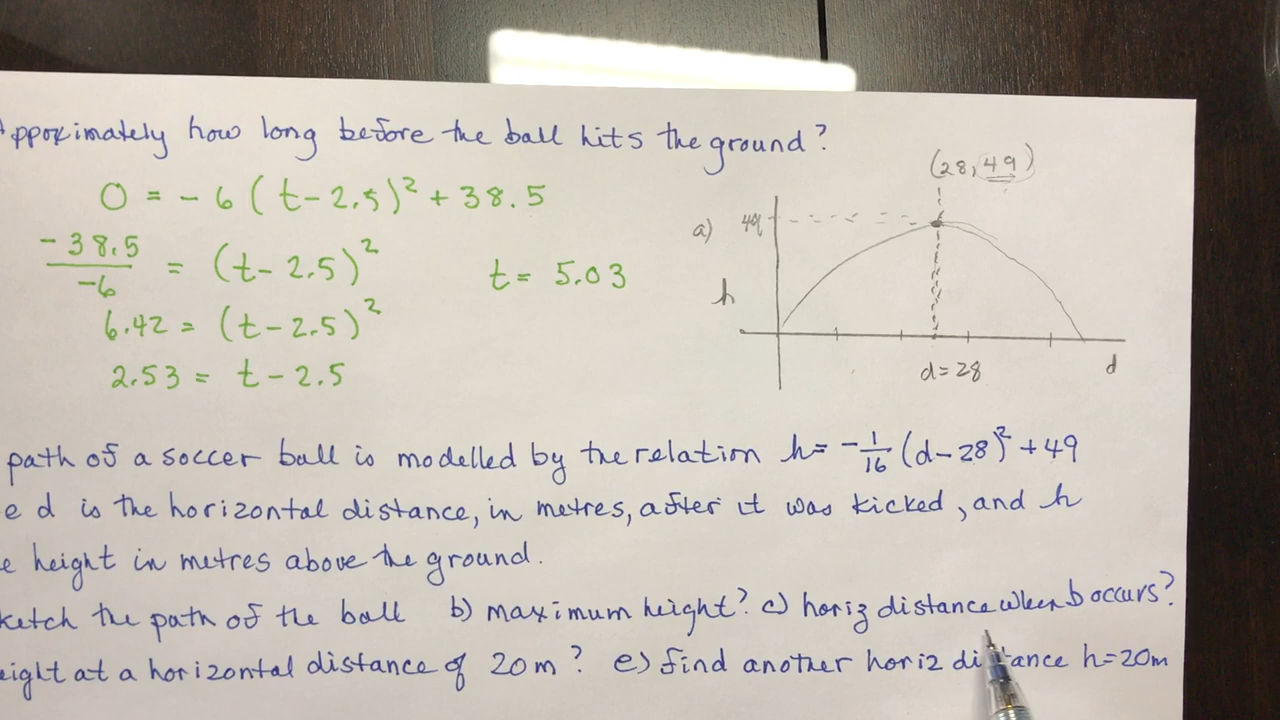 Approximately how long before the ball hits the ground?
0 = - 6 (t - 2.5)² + 38.5
-38.5/-6 = (t - 2.5)²
t = 5.03
6.42 = (t - 2.5)²
2.53 = t - 2.5
(28, 49)
a) 49
h
d = 28
d
path of a soccer ball is modelled by the relation h = -1/16 (d - 28)² + 49
e d is the horizontal distance, in metres, after it was kicked, and h
e height in metres above the ground.
ketch the path of the ball b) maximum height? c) horiz distance when b occurs?
eight at a horizontal distance of 20m? e) find another horiz distance h=20m